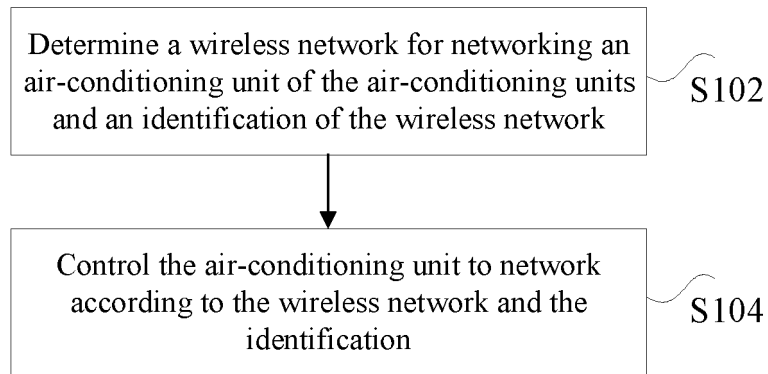 Determine a wireless network for networking an
air-conditioning unit of the air-conditioning units
and an identification of the wireless network
S102
Control the air-conditioning unit to network
according to the wireless network and the
identification
S104